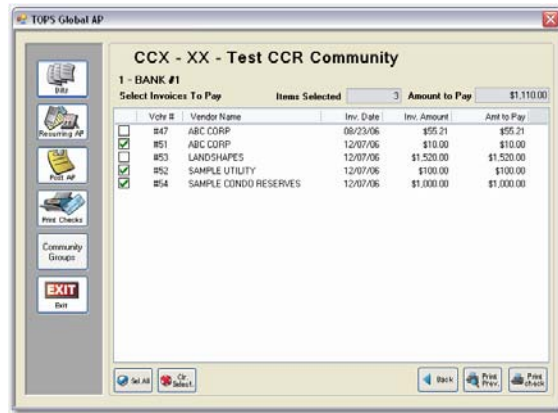 TOPS Global AP
CCX - XX - Test CCR Community
1 - BANK #1
Select Invoices To Pay Items Selected 3 Amount to Pay $1,110.00
Vchr # Vendor Name Inv. Date Inv. Amount Amt to Pay
#47 ABC CORP 08/23/06 $55.21 $55.21
#51 ABC CORP 12/07/06 $10.00 $10.00
#53 LANDSHAPES 12/07/06 $1,520.00 $1,520.00
#52 SAMPLE UTILITY 12/07/06 $100.00 $100.00
#54 SAMPLE CONDO RESERVES 12/07/06 $1,000.00 $1,000.00
Recurring AP
Post AP
Print Checks
Community
Groups
EXIT
Exit
Sel All
Clr.
Select.
Back
Print
Prev.
Print
check